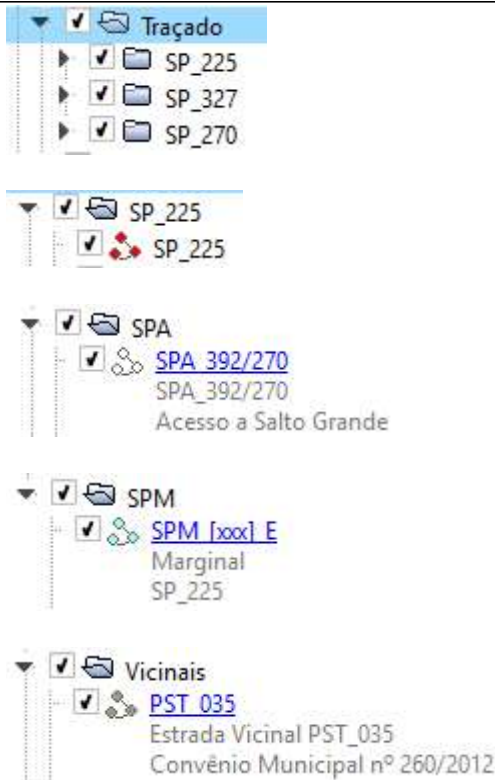 Traçado
SP_225
SP_327
SP_270
SP_225
SP_225
SPA
SPA_392/270
SPA_392/270
Acesso a Salto Grande
SPM
SPM_[xxx]_E
Marginal
SP_225
Vicinais
PST_035
Estrada Vicinal PST_035
Convênio Municipal nº 260/2012